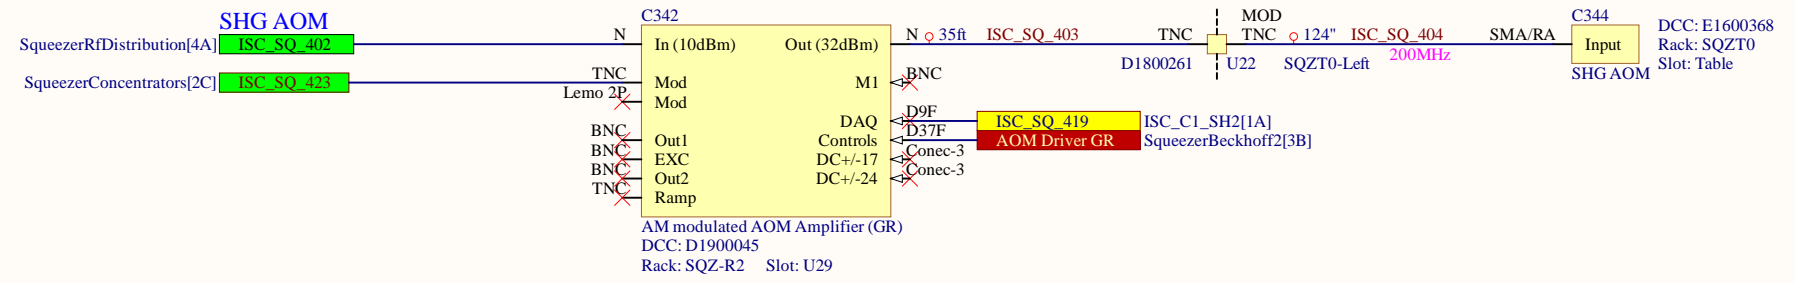 SHG AOM
SqueezerRfDistribution[4A] ISC_SQ_402
SqueezerConcentrators[2C] ISC_SQ_423
C342
N In (10dBm) Out (32dBm) N 35ft ISC_SQ_403 TNC
TNC Mod M1 BNC
Lemo 2P Mod
DAQ D9F ISC_SQ_419 ISC_C1_SH2[1A]
BNC Out1 Controls D37F AOM Driver GR SqueezerBeckhoff2[3B]
BNC EXC DC+/-17 Conec-3
BNC Out2 DC+/-24 Conec-3
TNC Ramp
AM modulated AOM Amplifier (GR)
DCC: D1900045
Rack: SQZ-R2 Slot: U29
MOD
TNC 124" ISC_SQ_404 SMA/RA
200MHz
D1800261 U22 SQZT0-Left
C344
Input
SHG AOM
DCC: E1600368
Rack: SQZT0
Slot: Table